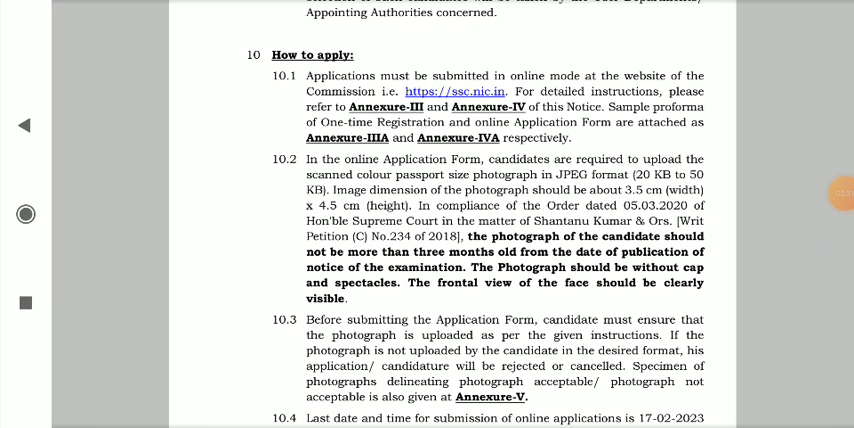 Appointing Authorities concerned.
10 How to apply:
10.1 Applications must be submitted in online mode at the website of the
Commission i.e. https://ssc.nic.in. For detailed instructions, please
refer to Annexure-III and Annexure-IV of this Notice. Sample proforma
of One-time Registration and online Application Form are attached as
Annexure-IIIA and Annexure-IVA respectively.
10.2 In the online Application Form, candidates are required to upload the
scanned colour passport size photograph in JPEG format (20 KB to 50
KB). Image dimension of the photograph should be about 3.5 cm (width)
x 4.5 cm (height). In compliance of the Order dated 05.03.2020 of
Hon'ble Supreme Court in the matter of Shantanu Kumar & Ors. [Writ
Petition (C) No.234 of 2018], the photograph of the candidate should
not be more than three months old from the date of publication of
notice of the examination. The Photograph should be without cap
and spectacles. The frontal view of the face should be clearly
visible.
10.3 Before submitting the Application Form, candidate must ensure that
the photograph is uploaded as per the given instructions. If the
photograph is not uploaded by the candidate in the desired format, his
application/ candidature will be rejected or cancelled. Specimen of
photographs delineating photograph acceptable/ photograph not
acceptable is also given at Annexure-V.
10.4 Last date and time for submission of online applications is 17-02-2023